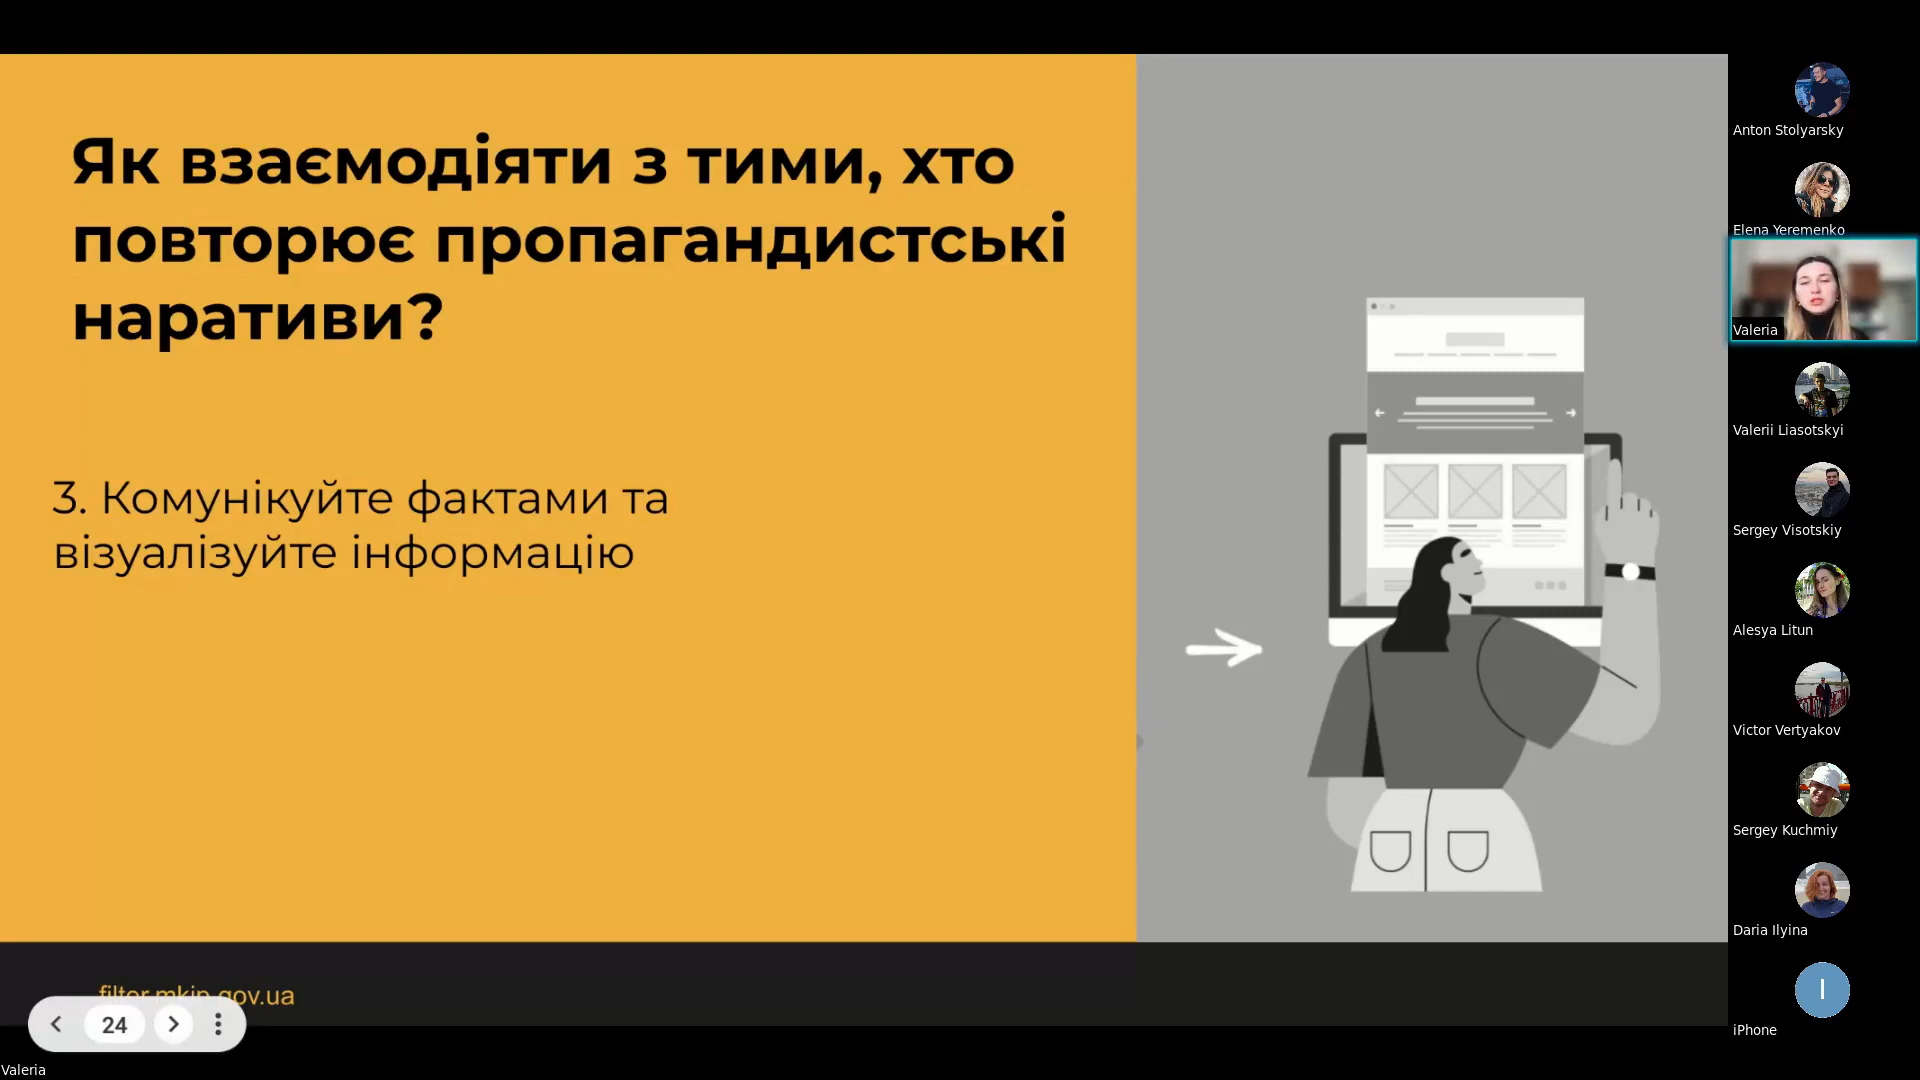 Як взаємодіяти з тими, хто
повторює пропагандистські
наративи?
3. Комунікуйте фактами та
візуалізуйте інформацію
filter.mkip.gov.ua
24
Valeria
Anton Stolyarsky
Elena Yeremenko
Valeria
Valerii Liasotskyi
Sergey Visotskiy
Alesya Litun
Victor Vertyakov
Sergey Kuchmiy
Daria Ilyina
I
iPhone